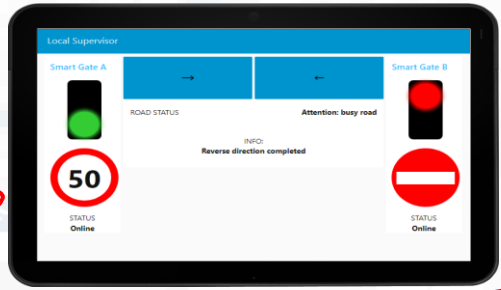 Local Supervisor
Smart Gate A
→
←
Smart Gate B
ROAD STATUS
Attention: busy road
INFO:
Reverse direction completed
50
STATUS
Online
STATUS
Online